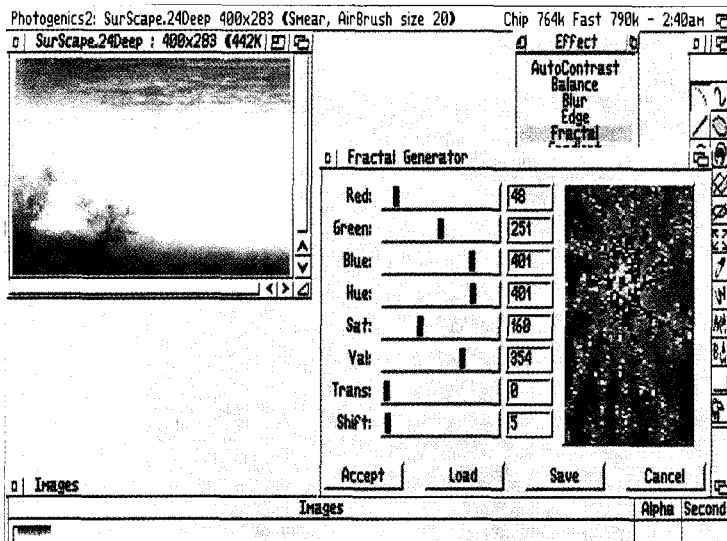 Photogenics2: SurScape.24Deep 400x283 (Smear, AirBrush size 20) Chip 764k Fast 790k - 2:40am
SurScape.24Deep : 400x283 (442K)
Effect
AutoContrast
Balance
Blur
Edge
Fractal
Fractal Generator
Red: 48
Green: 251
Blue: 401
Hue: 401
Sat: 160
Val: 354
Trans: 0
Shift: 5
Accept Load Save Cancel
Images
Images Alpha Second